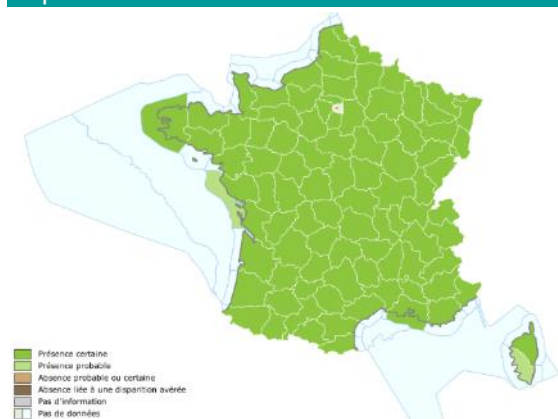 Présence certaine
Présence probable
Absence probable ou certaine
Absence liée à une disparition avérée
Pas d'information
Pas de données